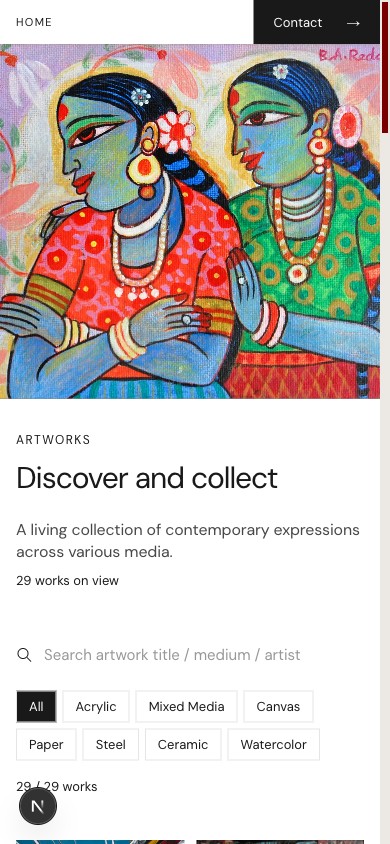 HOME
Contact →
B.A.Redd
ARTWORKS
Discover and collect
A living collection of contemporary expressions
across various media.
29 works on view
Search artwork title / medium / artist
All Acrylic Mixed Media Canvas
Paper Steel Ceramic Watercolor
29 / 29 works
N